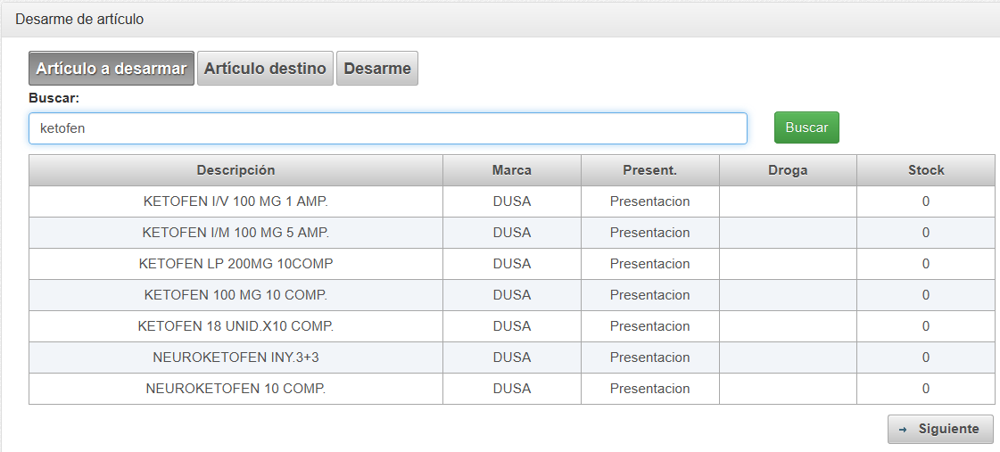 Desarme de artículo
Artículo a desarmar Artículo destino Desarme
Buscar:
ketofen Buscar
Descripción Marca Present. Droga Stock
KETOFEN I/V 100 MG 1 AMP. DUSA Presentacion 0
KETOFEN I/M 100 MG 5 AMP. DUSA Presentacion 0
KETOFEN LP 200MG 10COMP DUSA Presentacion 0
KETOFEN 100 MG 10 COMP. DUSA Presentacion 0
KETOFEN 18 UNID.X10 COMP. DUSA Presentacion 0
NEUROKETOFEN INY.3+3 DUSA Presentacion 0
NEUROKETOFEN 10 COMP. DUSA Presentacion 0
Siguiente